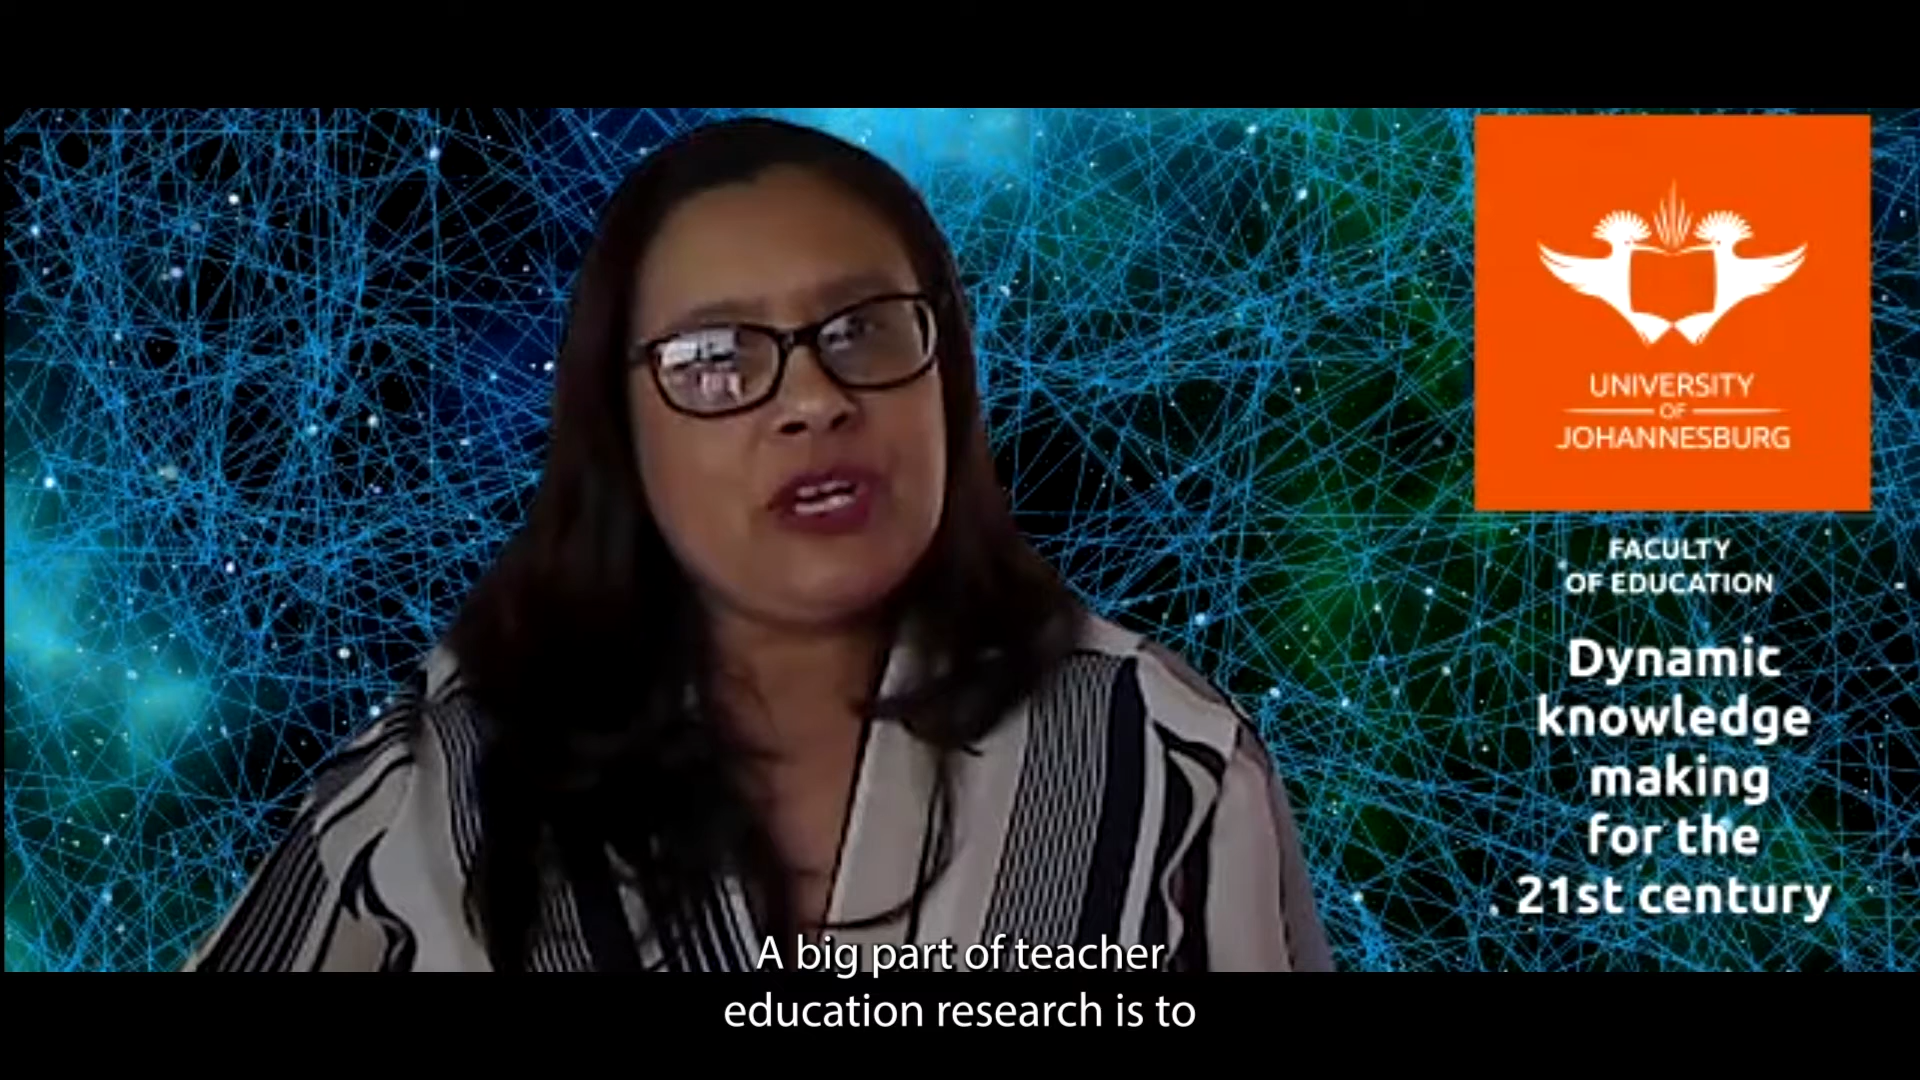 UNIVERSITY
OF
JOHANNESBURG
FACULTY
OF EDUCATION
Dynamic
knowledge
making
for the
21st century
A big part of teacher
education research is to